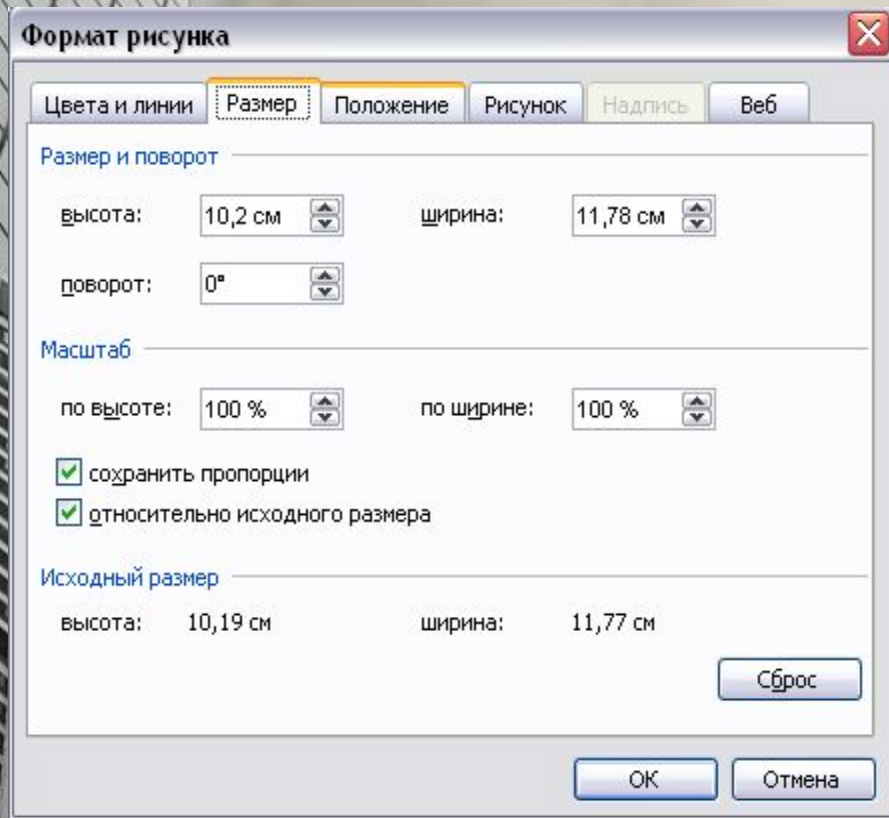 Формат рисунка
Цвета и линии Размер Положение Рисунок Надпись Веб
Размер и поворот
высота: 10,2 см ширина: 11,78 см
поворот: 0°
Масштаб
по высоте: 100 % по ширине: 100 %
сохранить пропорции
относительно исходного размера
Исходный размер
высота: 10,19 см ширина: 11,77 см
Сброс
ОК Отмена